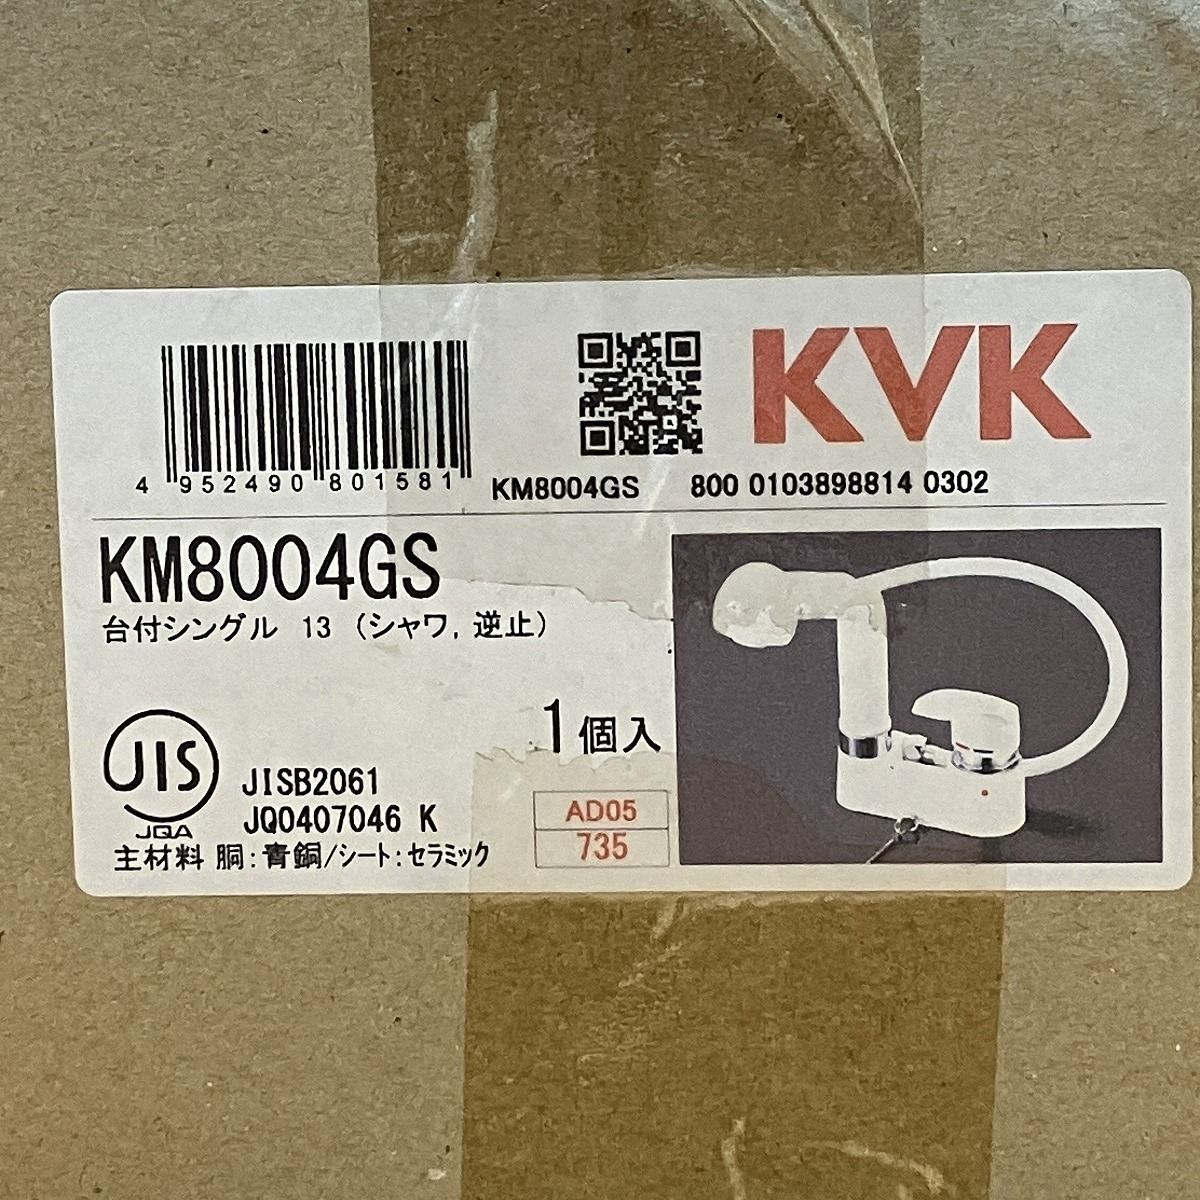 KVK
4 952490 801581
KM8004GS 800 0103898814 0302
KM8004GS
台付シングル 13 (シャワ, 逆止)
1個入
JIS
JQA
JISB2061
JQ0407046 K
主材料 胴:青銅/シート:セラミック
AD05
735